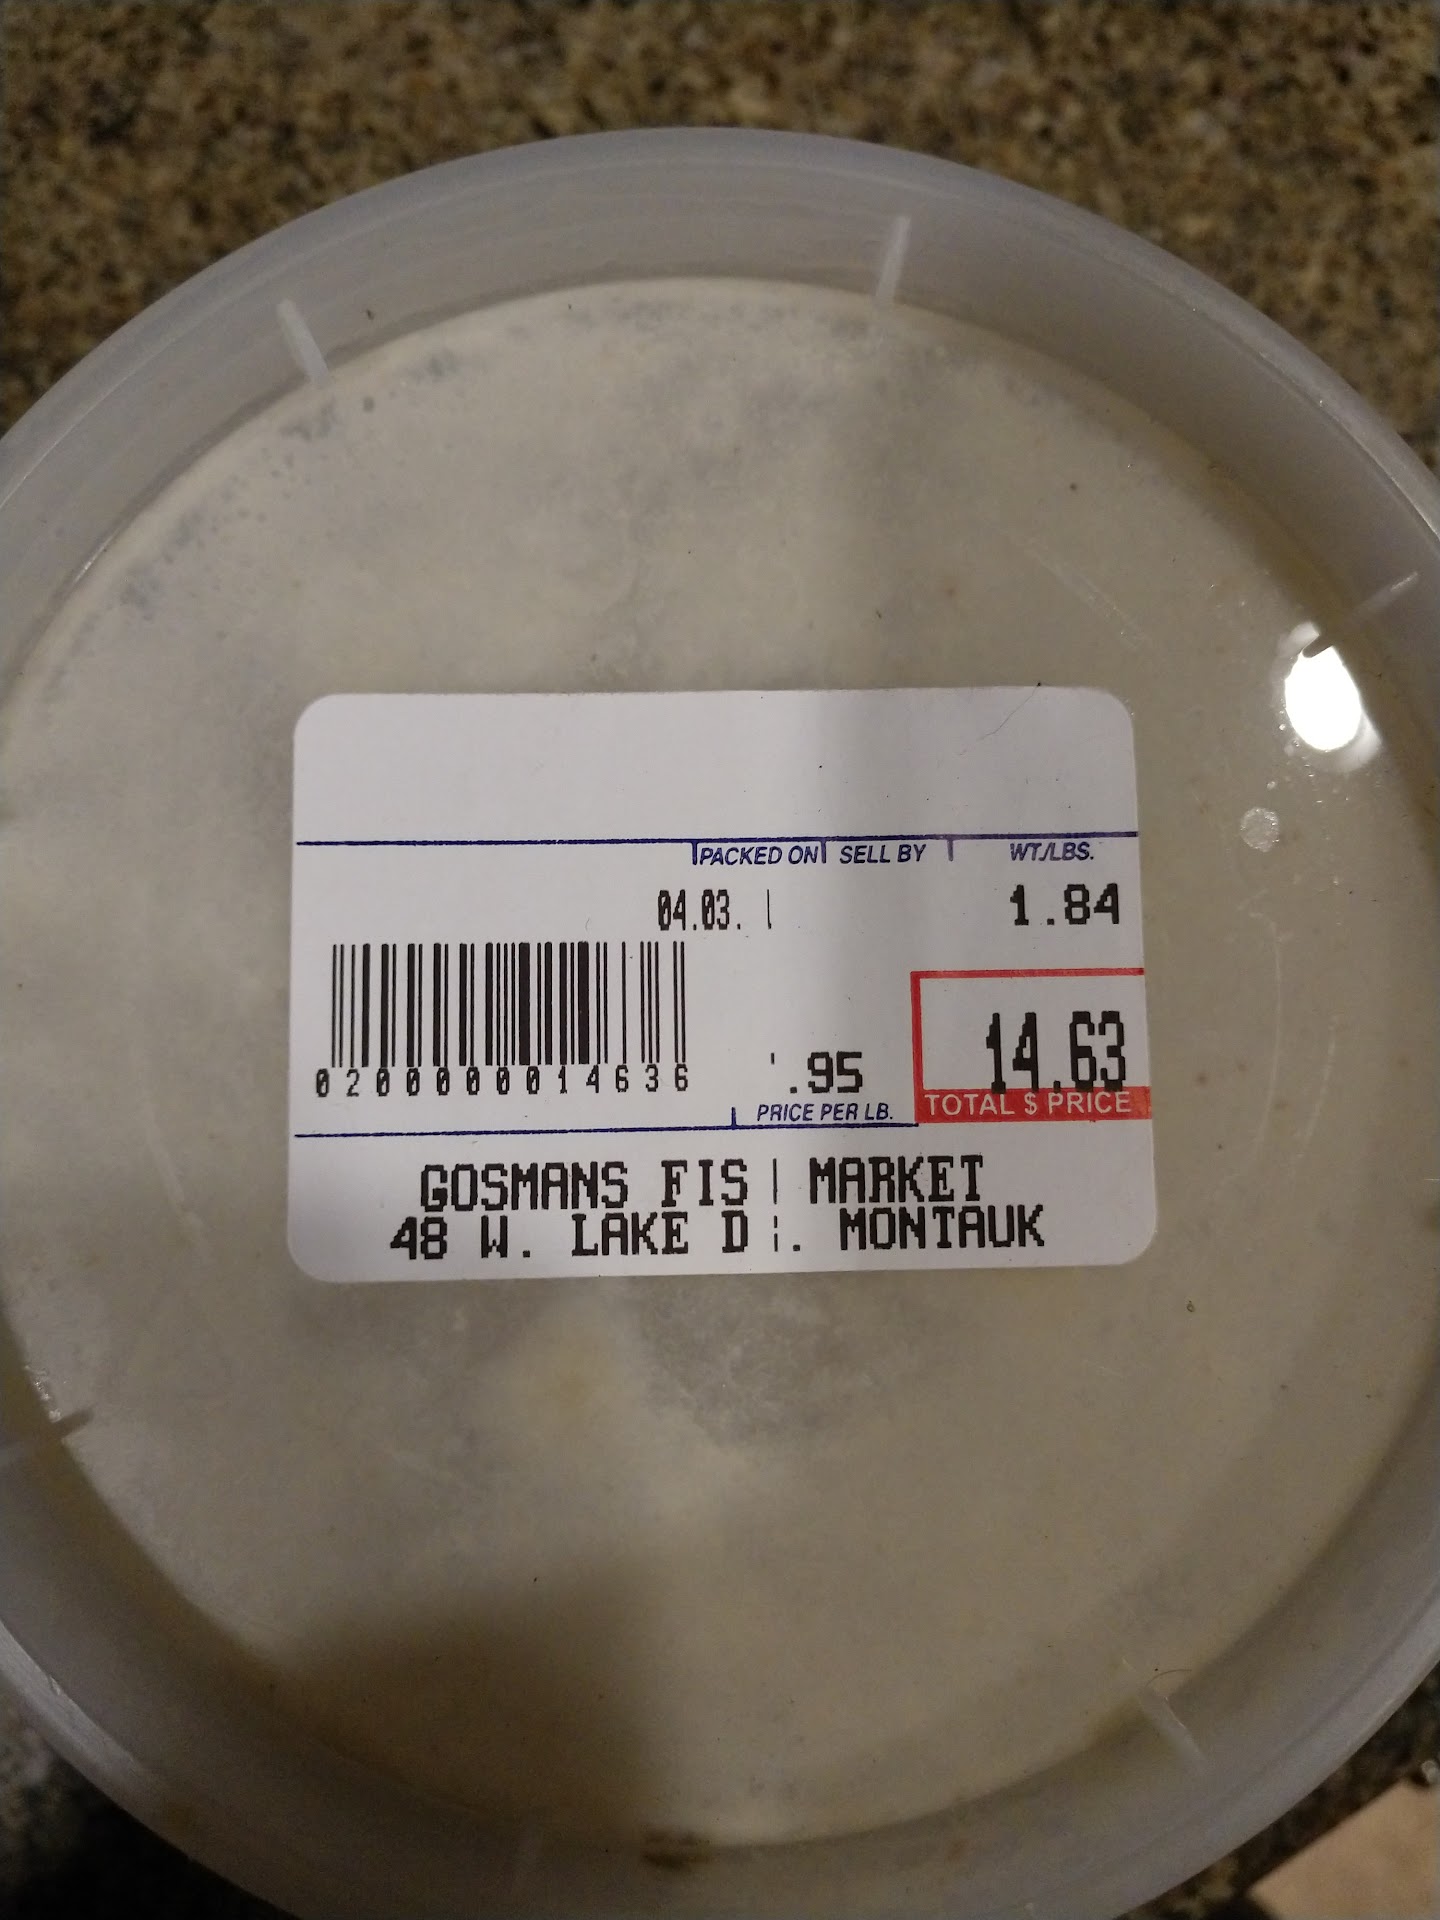 PACKED ON SELL BY WT./LBS.
04.03. 1.84
0200000014636
.95 14.63
PRICE PER LB. TOTAL $ PRICE
GOSMANS FIS MARKET
48 W. LAKE D . MONTAUK